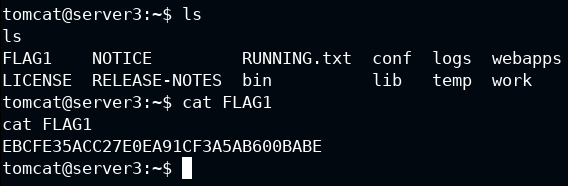 tomcat@server3:~$ ls
ls
FLAG1 NOTICE RUNNING.txt conf logs webapps
LICENSE RELEASE-NOTES bin lib temp work
tomcat@server3:~$ cat FLAG1
cat FLAG1
EBCFE35ACC27E0EA91CF3A5AB600BABE
tomcat@server3:~$